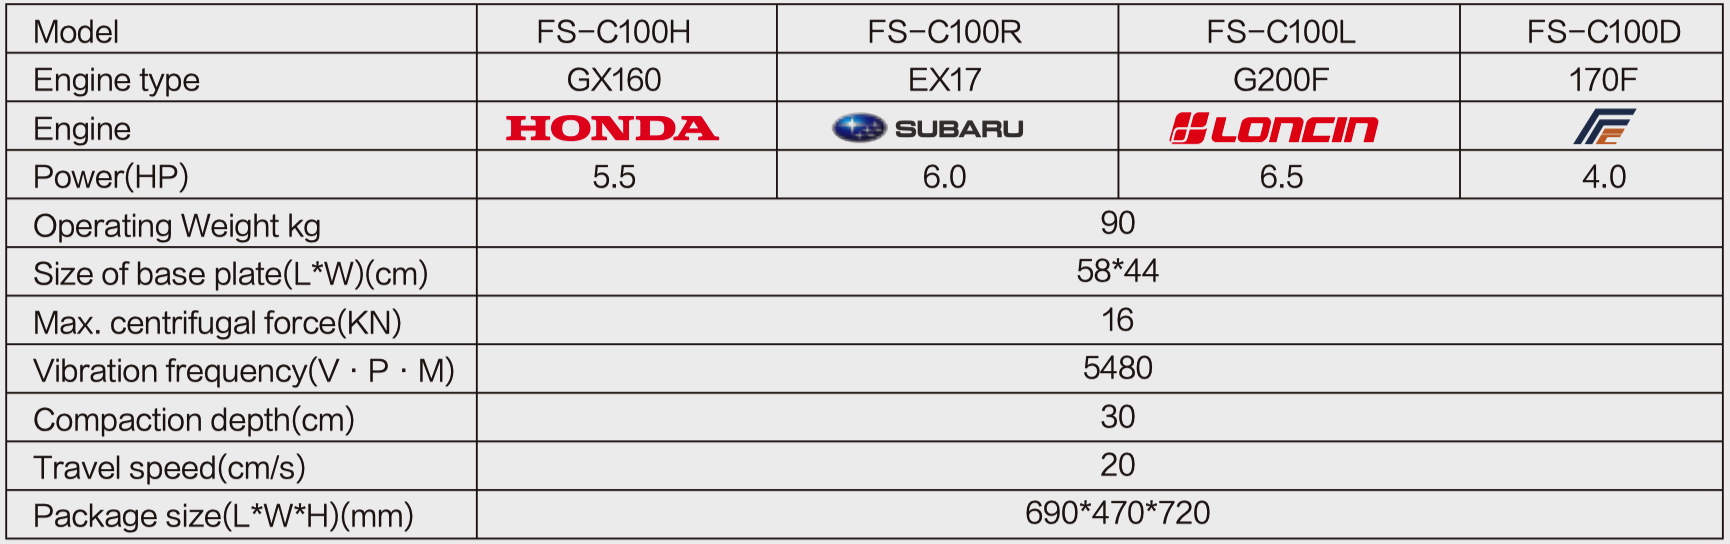 Model FS-C100H FS-C100R FS-C100L FS-C100D
Engine type GX160 EX17 G200F 170F
Engine HONDA SUBARU LONCIN
Power(HP) 5.5 6.0 6.5 4.0
Operating Weight kg 90
Size of base plate(L*W)(cm) 58*44
Max. centrifugal force(KN) 16
Vibration frequency(V · P · M) 5480
Compaction depth(cm) 30
Travel speed(cm/s) 20
Package size(L*W*H)(mm) 690*470*720